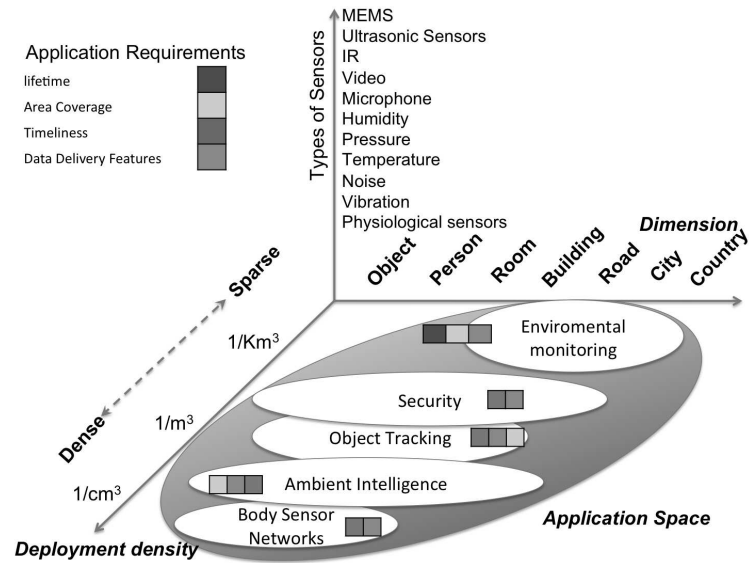 Application Requirements
lifetime
Area Coverage
Timeliness
Data Delivery Features
Types of Sensors
MEMS
Ultrasonic Sensors
IR
Video
Microphone
Humidity
Pressure
Temperature
Noise
Vibration
Physiological sensors
Dimension
Object
Person
Room
Building
Road
City
Country
Sparse
Dense
1/Km³
1/m³
1/cm³
Deployment density
Enviromental
monitoring
Security
Object Tracking
Ambient Intelligence
Body Sensor
Networks
Application Space